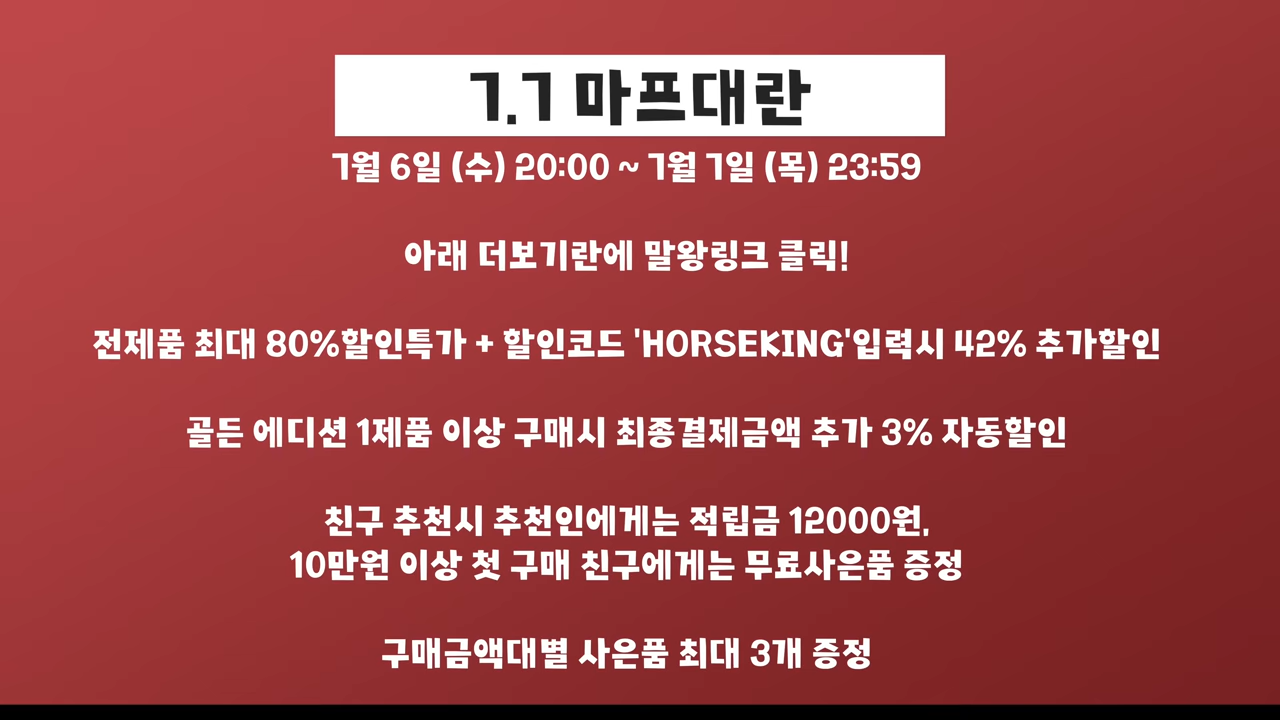 7.7 마프대란
7월 6일 (수) 20:00 ~ 7월 7일 (목) 23:59
아래 더보기란에 말왕링크 클릭!
전제품 최대 80%할인특가 + 할인코드 'HORSEKING'입력시 42% 추가할인
골든 에디션 1제품 이상 구매시 최종결제금액 추가 3% 자동할인
친구 추천시 추천인에게는 적립금 12000원,
10만원 이상 첫 구매 친구에게는 무료사은품 증정
구매금액대별 사은품 최대 3개 증정